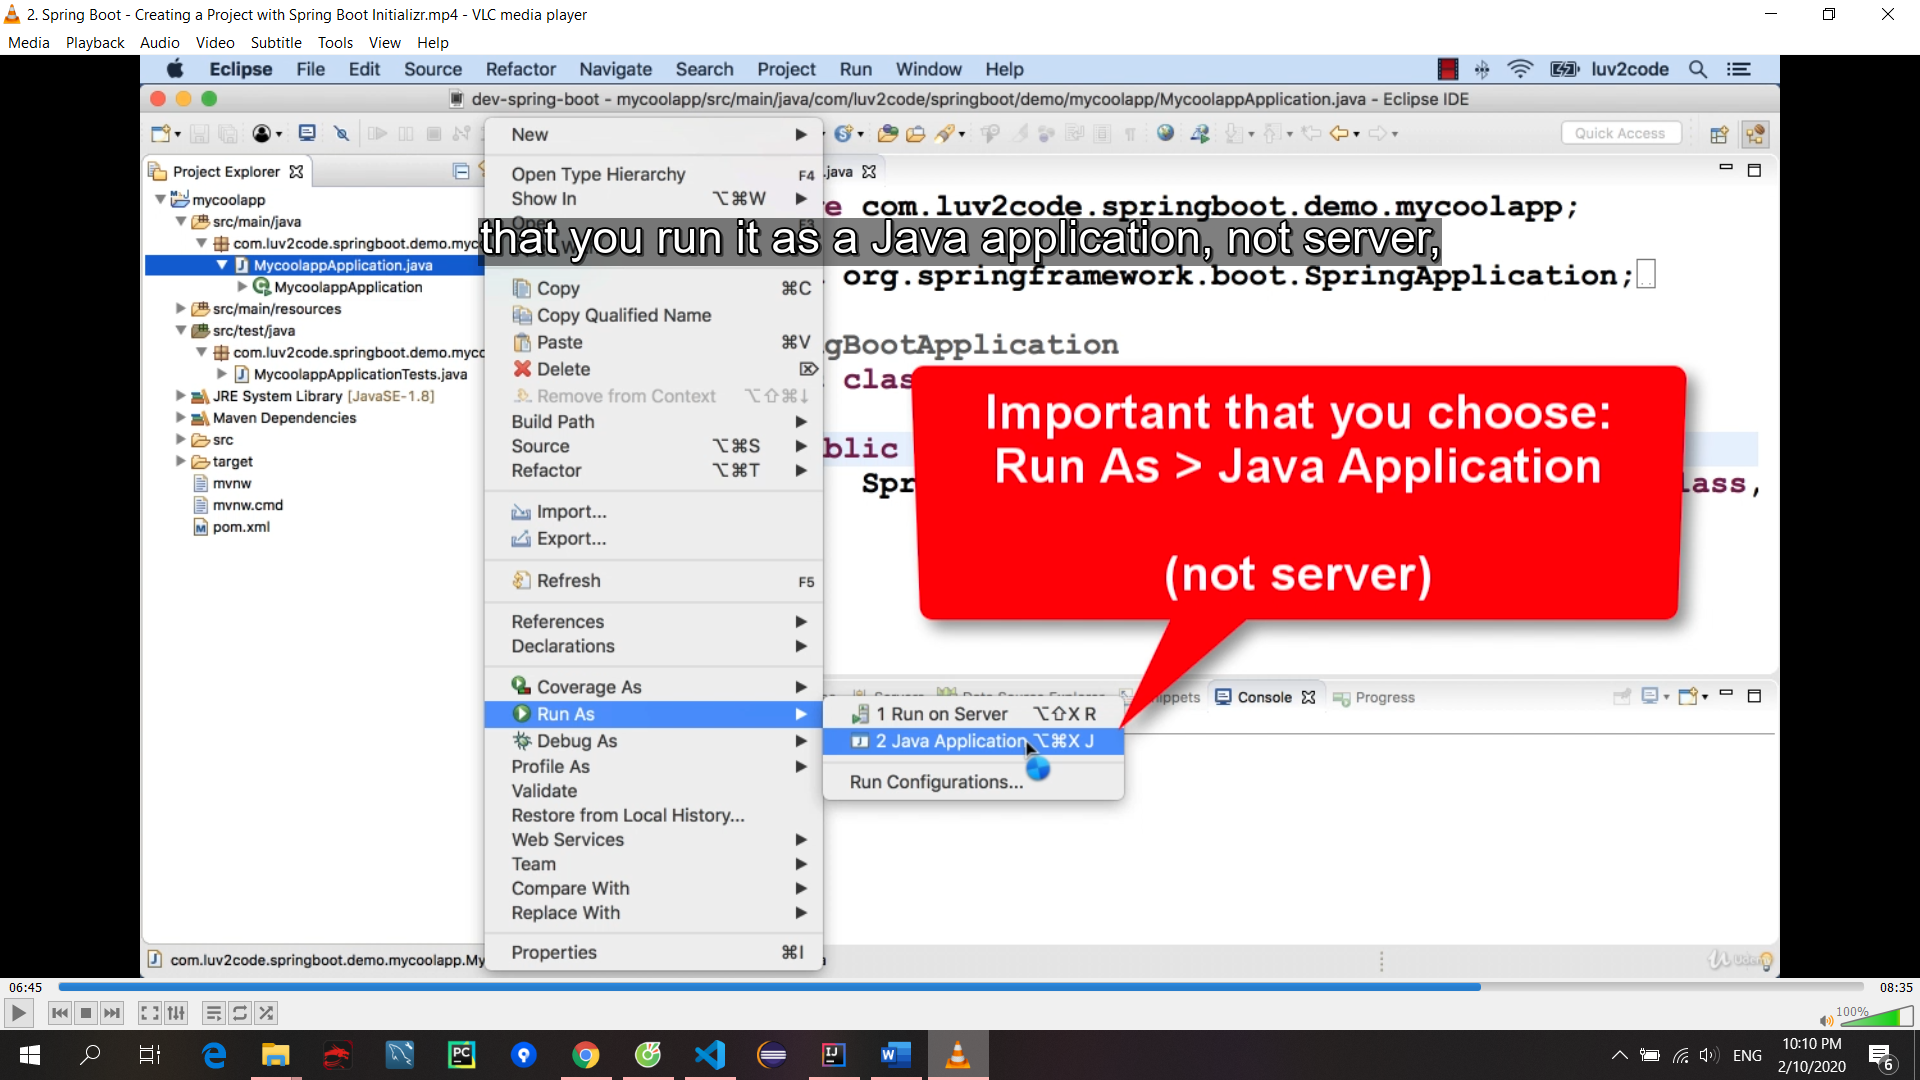 2. Spring Boot - Creating a Project with Spring Boot Initializr.mp4 - VLC media player
Media Playback Audio Video Subtitle Tools View Help
Eclipse File Edit Source Refactor Navigate Search Project Run Window Help luv2code
dev-spring-boot - mycoolapp/src/main/java/com/luv2code/springboot/demo/mycoolapp/MycoolappApplication.java - Eclipse IDE
Quick Access
Project Explorer
mycoolapp
src/main/java
com.luv2code.springboot.demo.myc
MycoolappApplication.java
MycoolappApplication
src/main/resources
src/test/java
com.luv2code.springboot.demo.myco
MycoolappApplicationTests.java
JRE System Library [JavaSE-1.8]
Maven Dependencies
src
target
mvnw
mvnw.cmd
pom.xml
New
Open Type Hierarchy F4
Show In ⌥⌘W
Open F3
Copy ⌘C
Copy Qualified Name
Paste ⌘V
Delete ⌦
Remove from Context ⌥⇧⌘↓
Build Path
Source ⌥⌘S
Refactor ⌥⌘T
Import...
Export...
Refresh F5
References
Declarations
Coverage As
Run As
Debug As
Profile As
Validate
Restore from Local History...
Web Services
Team
Compare With
Replace With
Properties ⌘I
1 Run on Server ⌥⇧X R
2 Java Application ⌥⌘X J
Run Configurations...
.java
e com.luv2code.springboot.demo.mycoolapp;
that you run it as a Java application, not server,
org.springframework.boot.SpringApplication;
gBootApplication
clas
blic
Spr
lass,
Important that you choose:
Run As > Java Application
(not server)
Servers Data Source Explorer Snippets Console Progress
com.luv2code.springboot.demo.mycoolapp.My
Udemy
06:45
08:35
100%
ENG
10:10 PM
2/10/2020
6